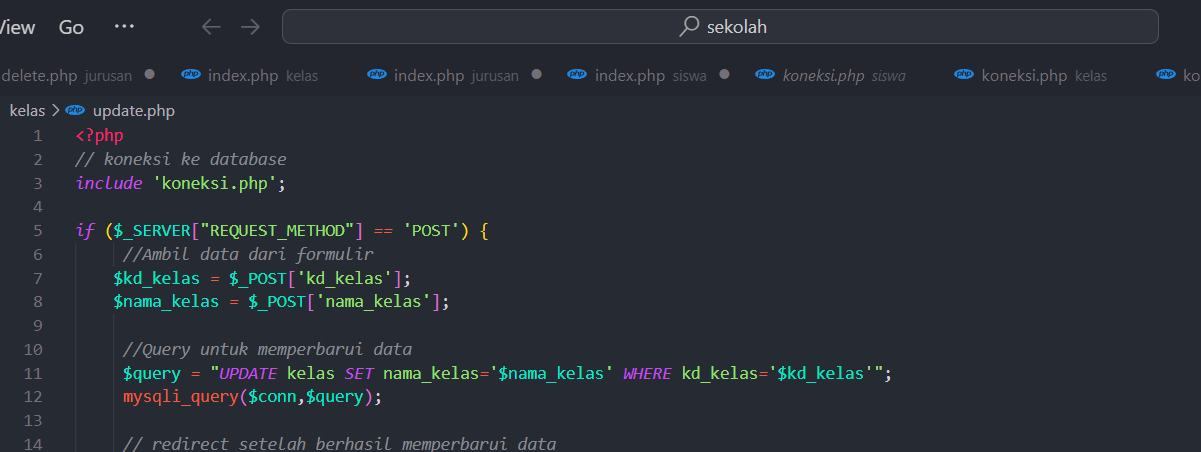 View Go ··· ← → sekolah
delete.php jurusan ● php index.php kelas php index.php jurusan ● php index.php siswa ● php koneksi.php siswa php koneksi.php kelas php ko
kelas > php update.php
1 <?php
2 // koneksi ke database
3 include 'koneksi.php';
4
5 if ($_SERVER["REQUEST_METHOD"] == 'POST') {
6 //Ambil data dari formulir
7 $kd_kelas = $_POST['kd_kelas'];
8 $nama_kelas = $_POST['nama_kelas'];
9
10 //Query untuk memperbarui data
11 $query = "UPDATE kelas SET nama_kelas='$nama_kelas' WHERE kd_kelas='$kd_kelas'";
12 mysqli_query($conn,$query);
13
14 // redirect setelah berhasil memperbarui data